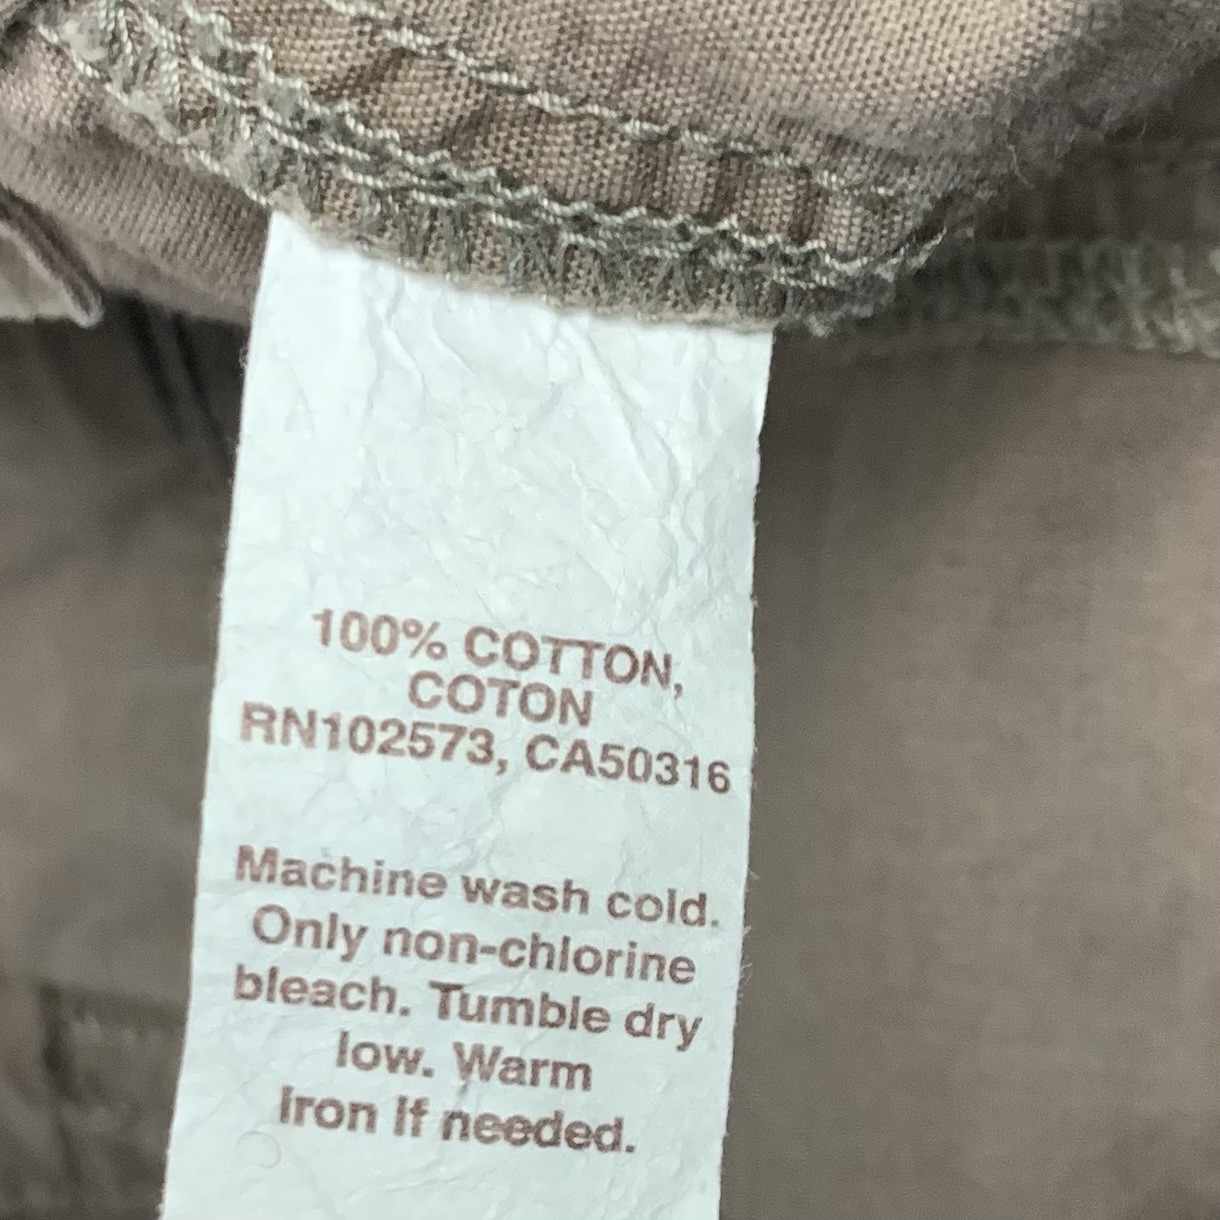 100% COTTON,
COTON
RN102573, CA50316
Machine wash cold.
Only non-chlorine
bleach. Tumble dry
low. Warm
Iron If needed.